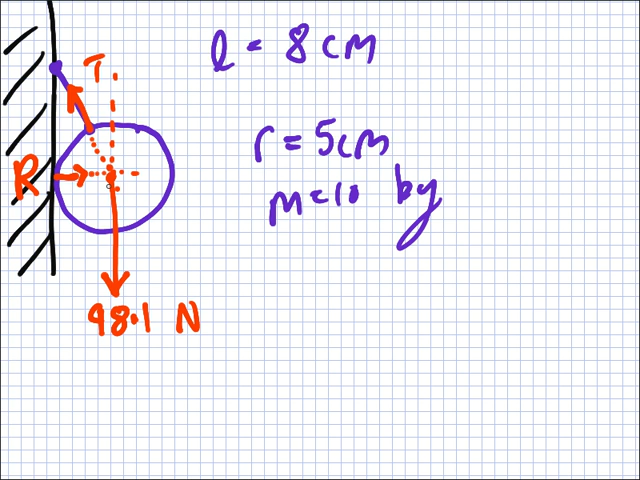 l = 8 cm
T
r = 5cm
R
m = 10 kg
98.1 N